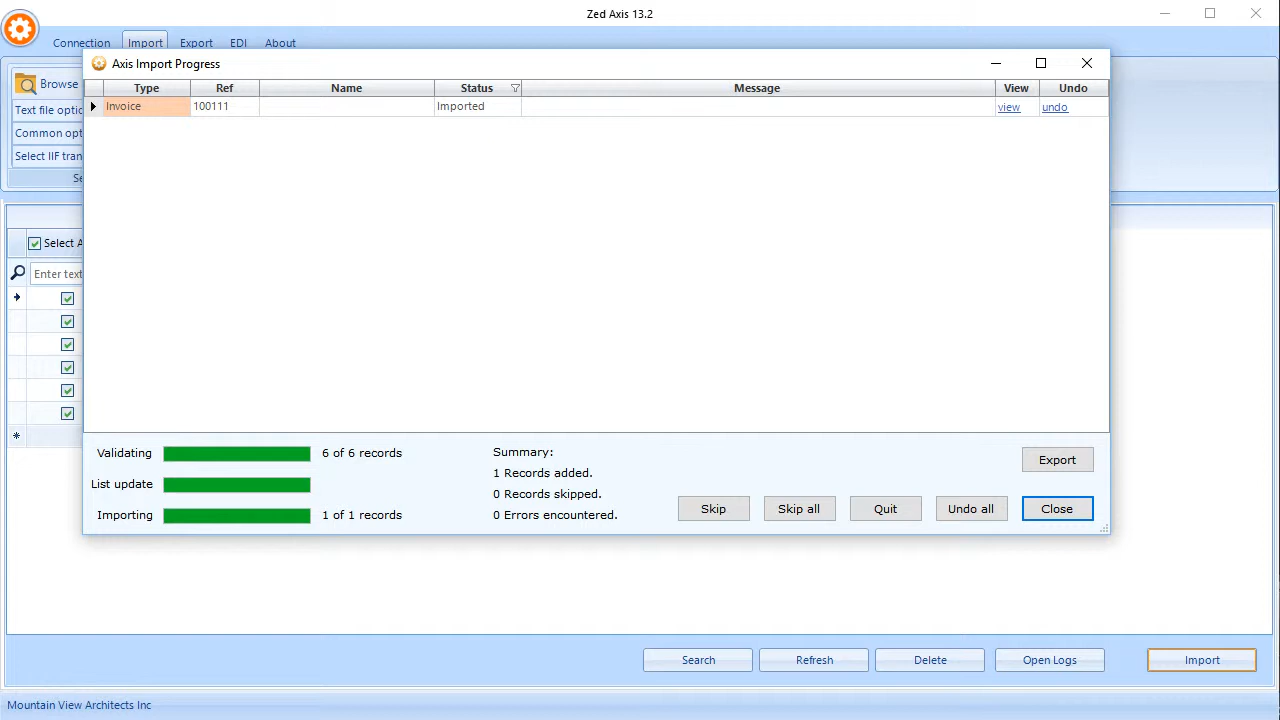 Zed Axis 13.2
Connection Import Export EDI About
Axis Import Progress
Browse
Text file optio
Common opt
Select IIF tran
Se
Type Ref Name Status Message View Undo
Invoice 100111 Imported view undo
Select A
Enter text
Validating 6 of 6 records
List update
Importing 1 of 1 records
Summary:
1 Records added.
0 Records skipped.
0 Errors encountered.
Export
Skip Skip all Quit Undo all Close
Search Refresh Delete Open Logs Import
Mountain View Architects Inc